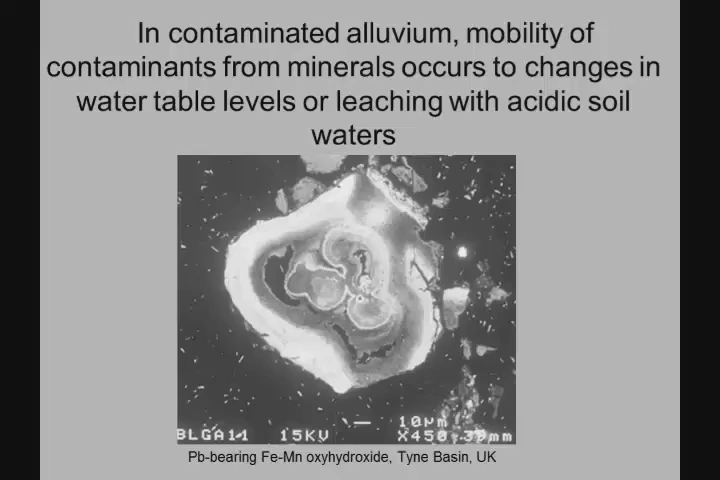 In contaminated alluvium, mobility of
contaminants from minerals occurs to changes in
water table levels or leaching with acidic soil
waters
10µm
BLGA11 15KV X450 39mm
Pb-bearing Fe-Mn oxyhydroxide, Tyne Basin, UK